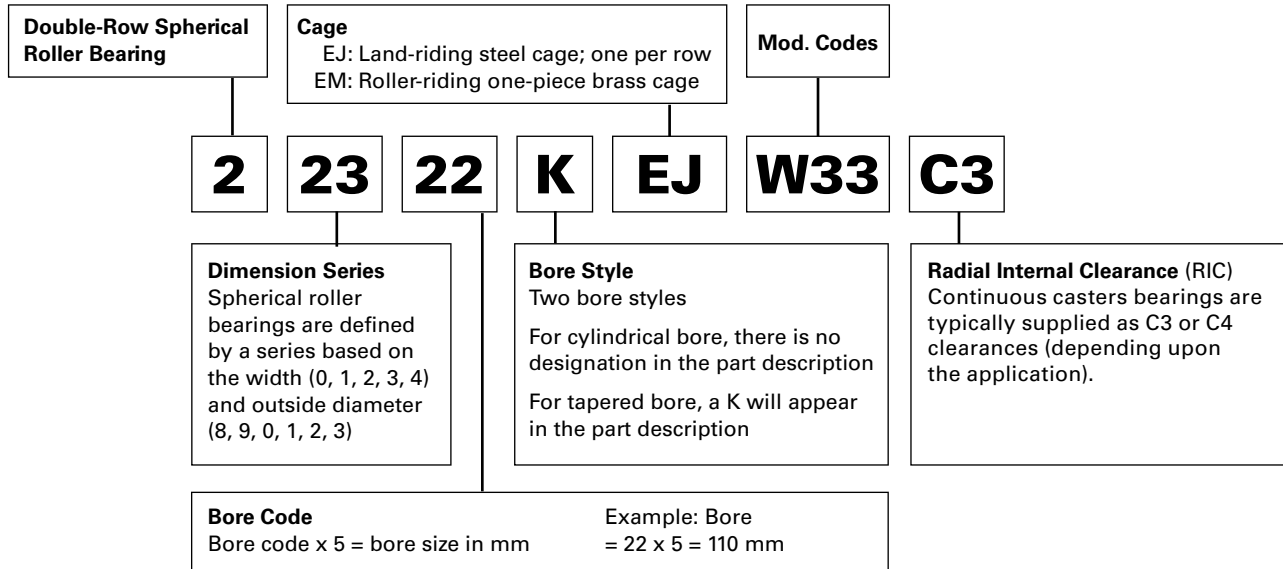 Double-Row Spherical
Roller Bearing
Cage
EJ: Land-riding steel cage; one per row
EM: Roller-riding one-piece brass cage
Mod. Codes
2 23 22 K EJ W33 C3
Dimension Series
Spherical roller
bearings are defined
by a series based on
the width (0, 1, 2, 3, 4)
and outside diameter
(8, 9, 0, 1, 2, 3)
Bore Style
Two bore styles
For cylindrical bore, there is no
designation in the part description
For tapered bore, a K will appear
in the part description
Radial Internal Clearance (RIC)
Continuous casters bearings are
typically supplied as C3 or C4
clearances (depending upon
the application).
Bore Code
Bore code x 5 = bore size in mm
Example: Bore
= 22 x 5 = 110 mm